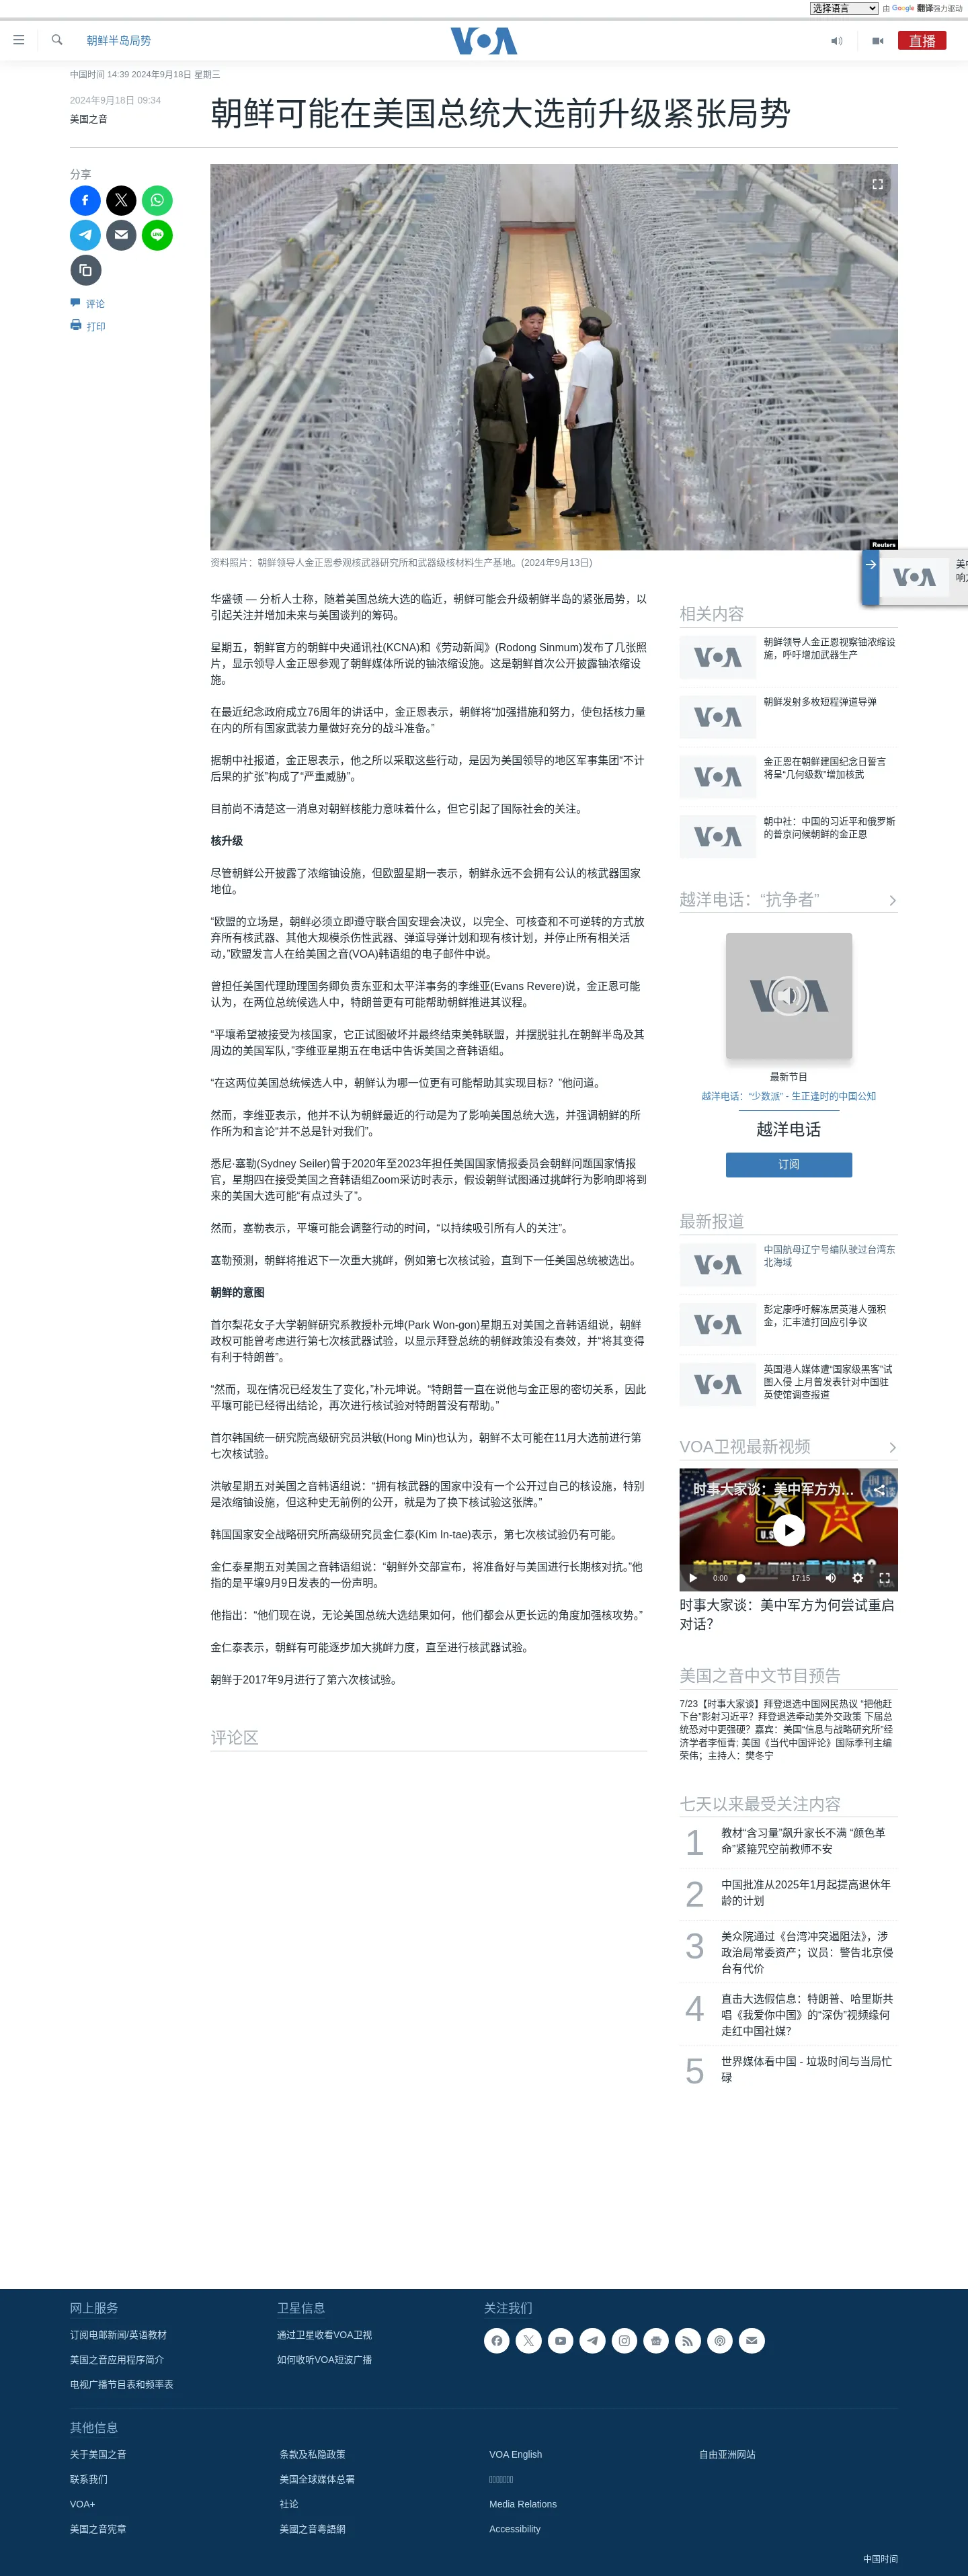 选择语言 由 Google 翻译强力驱动
朝鲜半岛局势
VOA
直播
中国时间 14:39 2024年9月18日 星期三
2024年9月18日 09:34
美国之音
朝鲜可能在美国总统大选前升级紧张局势
分享
评论
打印
Reuters
资料照片：朝鲜领导人金正恩参观核武器研究所和武器级核材料生产基地。(2024年9月13日)
华盛顿 — 分析人士称，随着美国总统大选的临近，朝鲜可能会升级朝鲜半岛的紧张局势，以
引起关注并增加未来与美国谈判的筹码。
星期五，朝鲜官方的朝鲜中央通讯社(KCNA)和《劳动新闻》(Rodong Sinmum)发布了几张照
片，显示领导人金正恩参观了朝鲜媒体所说的铀浓缩设施。这是朝鲜首次公开披露铀浓缩设
施。
在最近纪念政府成立76周年的讲话中，金正恩表示，朝鲜将“加强措施和努力，使包括核力量
在内的所有国家武装力量做好充分的战斗准备。”
据朝中社报道，金正恩表示，他之所以采取这些行动，是因为美国领导的地区军事集团“不计
后果的扩张”构成了“严重威胁”。
目前尚不清楚这一消息对朝鲜核能力意味着什么，但它引起了国际社会的关注。
核升级
尽管朝鲜公开披露了浓缩铀设施，但欧盟星期一表示，朝鲜永远不会拥有公认的核武器国家
地位。
“欧盟的立场是，朝鲜必须立即遵守联合国安理会决议，以完全、可核查和不可逆转的方式放
弃所有核武器、其他大规模杀伤性武器、弹道导弹计划和现有核计划，并停止所有相关活
动，”欧盟发言人在给美国之音(VOA)韩语组的电子邮件中说。
曾担任美国代理助理国务卿负责东亚和太平洋事务的李维亚(Evans Revere)说，金正恩可能
认为，在两位总统候选人中，特朗普更有可能帮助朝鲜推进其议程。
“平壤希望被接受为核国家，它正试图破坏并最终结束美韩联盟，并摆脱驻扎在朝鲜半岛及其
周边的美国军队，”李维亚星期五在电话中告诉美国之音韩语组。
“在这两位美国总统候选人中，朝鲜认为哪一位更有可能帮助其实现目标？”他问道。
然而，李维亚表示，他并不认为朝鲜最近的行动是为了影响美国总统大选，并强调朝鲜的所
作所为和言论“并不总是针对我们”。
悉尼·塞勒(Sydney Seiler)曾于2020年至2023年担任美国国家情报委员会朝鲜问题国家情报
官，星期四在接受美国之音韩语组Zoom采访时表示，假设朝鲜试图通过挑衅行为影响即将到
来的美国大选可能“有点过头了”。
然而，塞勒表示，平壤可能会调整行动的时间，“以持续吸引所有人的关注”。
塞勒预测，朝鲜将推迟下一次重大挑衅，例如第七次核试验，直到下一任美国总统被选出。
朝鲜的意图
首尔梨花女子大学朝鲜研究系教授朴元坤(Park Won-gon)星期五对美国之音韩语组说，朝鲜
政权可能曾考虑进行第七次核武器试验，以显示拜登总统的朝鲜政策没有奏效，并“将其变得
有利于特朗普”。
“然而，现在情况已经发生了变化，”朴元坤说。“特朗普一直在说他与金正恩的密切关系，因此
平壤可能已经得出结论，再次进行核试验对特朗普没有帮助。”
首尔韩国统一研究院高级研究员洪敏(Hong Min)也认为，朝鲜不太可能在11月大选前进行第
七次核试验。
洪敏星期五对美国之音韩语组说：“拥有核武器的国家中没有一个公开过自己的核设施，特别
是浓缩铀设施，但这种史无前例的公开，就是为了换下核试验这张牌。”
韩国国家安全战略研究所高级研究员金仁泰(Kim In-tae)表示，第七次核试验仍有可能。
金仁泰星期五对美国之音韩语组说：“朝鲜外交部宣布，将准备好与美国进行长期核对抗。”他
指的是平壤9月9日发表的一份声明。
他指出：“他们现在说，无论美国总统大选结果如何，他们都会从更长远的角度加强核攻势。”
金仁泰表示，朝鲜有可能逐步加大挑衅力度，直至进行核武器试验。
朝鲜于2017年9月进行了第六次核试验。
评论区
相关内容
朝鲜领导人金正恩视察铀浓缩设
施，呼吁增加武器生产
朝鲜发射多枚短程弹道导弹
金正恩在朝鲜建国纪念日誓言
将呈“几何级数”增加核武
朝中社：中国的习近平和俄罗斯
的普京问候朝鲜的金正恩
越洋电话：“抗争者”
VOA
最新节目
越洋电话：“少数派” - 生正逢时的中国公知
越洋电话
订阅
最新报道
中国航母辽宁号编队驶过台湾东
北海域
彭定康呼吁解冻居英港人强积
金，汇丰渣打回应引争议
英国港人媒体遭“国家级黑客”试
图入侵 上月曾发表针对中国驻
英使馆调查报道
VOA卫视最新视频
时事大家谈：美中军方为…
美中军方为何尝试重启对话？
0:00 17:15
时事大家谈：美中军方为何尝试重启
对话？
美国之音中文节目预告
7/23【时事大家谈】拜登退选中国网民热议 “把他赶
下台”影射习近平？拜登退选牵动美外交政策 下届总
统恐对中更强硬？嘉宾：美国“信息与战略研究所”经
济学者李恒青; 美国《当代中国评论》国际季刊主编
荣伟；主持人：樊冬宁
七天以来最受关注内容
1 教材“含习量”飙升家长不满 “颜色革
命”紧箍咒空前教师不安
2 中国批准从2025年1月起提高退休年
龄的计划
3 美众院通过《台湾冲突遏阻法》，涉
政治局常委资产；议员：警告北京侵
台有代价
4 直击大选假信息：特朗普、哈里斯共
唱《我爱你中国》的“深伪”视频缘何
走红中国社媒？
5 世界媒体看中国 - 垃圾时间与当局忙
碌
网上服务
订阅电邮新闻/英语教材
美国之音应用程序简介
电视广播节目表和频率表
卫星信息
通过卫星收看VOA卫视
如何收听VOA短波广播
关注我们
其他信息
关于美国之音
联系我们
VOA+
美国之音宪章
条款及私隐政策
美国全球媒体总署
社论
美國之音粵語網
VOA English
Media Relations
Accessibility
自由亚洲网站
中国时间